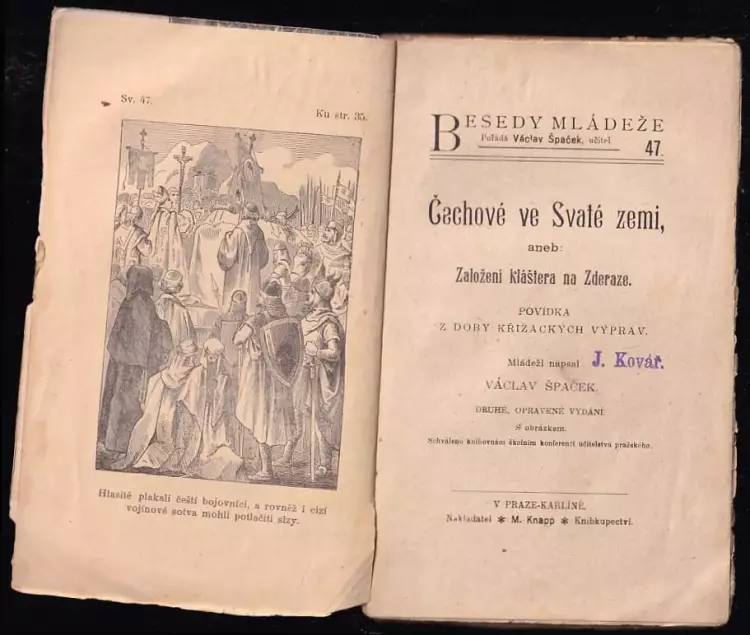 Sv. 47.
Ku str. 35.
Hlasitě plakali čeští bojovníci, a rovněž i cizí
vojínové sotva mohli potlačiti slzy.
BESEDY MLÁDEŽE
Pořádá Václav Špaček, učitel.
47.
Čechové ve Svaté zemi,
aneb:
Založení kláštera na Zderaze.
POVÍDKA
Z DOBY KŘIŽÁCKÝCH VÝPRAV.
Mládeži napsal J. Kovář.
VÁCLAV ŠPAČEK.
DRUHÉ, OPRAVENÉ VYDÁNÍ
S obrázkem.
Schváleno knihovnám školním konferencí učitelstva pražského.
V PRAZE-KARLÍNĚ.
Nakladatel * M. Knapp * Knihkupectví.